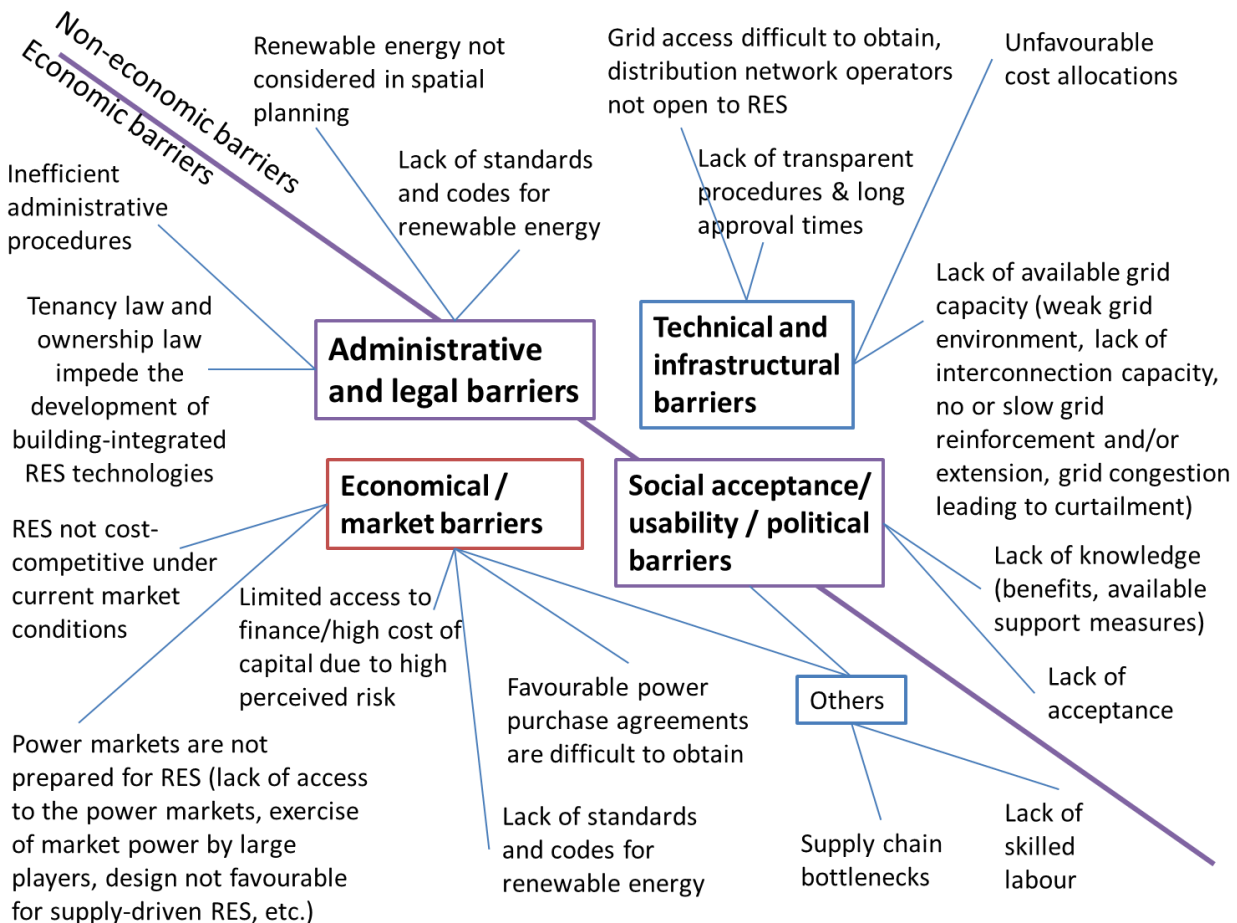 Non-economic barriers
Economic barriers
Renewable energy not
considered in spatial
planning
Grid access difficult to obtain,
distribution network operators
not open to RES
Unfavourable
cost allocations
Inefficient
administrative
procedures
Lack of standards
and codes for
renewable energy
Lack of transparent
procedures & long
approval times
Tenancy law and
ownership law
impede the
development of
building-integrated
RES technologies
Administrative
and legal barriers
Technical and
infrastructural
barriers
Lack of available grid
capacity (weak grid
environment, lack of
interconnection capacity,
no or slow grid
reinforcement and/or
extension, grid congestion
leading to curtailment)
Economical /
market barriers
Social acceptance/
usability / political
barriers
RES not cost-
competitive under
current market
conditions
Limited access to
finance/high cost of
capital due to high
perceived risk
Lack of knowledge
(benefits, available
support measures)
Favourable power
purchase agreements
are difficult to obtain
Others
Lack of
acceptance
Power markets are not
prepared for RES (lack of access
to the power markets, exercise
of market power by large
players, design not favourable
for supply-driven RES, etc.)
Lack of standards
and codes for
renewable energy
Supply chain
bottlenecks
Lack of
skilled
labour